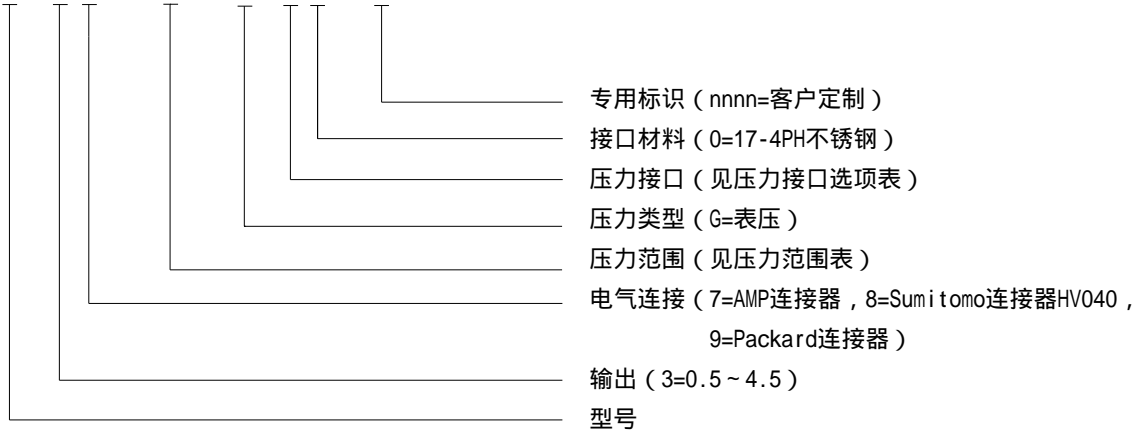 专用标识（nnnn=客户定制）
接口材料（0=17-4PH不锈钢）
压力接口（见压力接口选项表）
压力类型（G=表压）
压力范围（见压力范围表）
电气连接（7=AMP连接器，8=Sumitomo连接器HV040，
9=Packard连接器）
输出（3=0.5～4.5）
型号